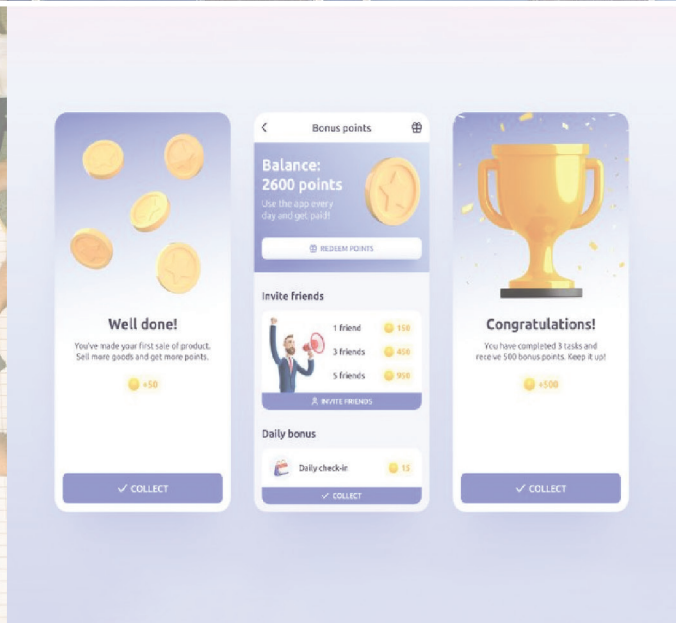 Well done!
You've made your first sale of product.
Sell more goods and get more points.
+50
COLLECT
Bonus points
Balance:
2600 points
Use the app every
day and get paid!
REDEEM POINTS
Invite friends
1 friend 150
3 friends 450
5 friends 950
INVITE FRIENDS
Daily bonus
Daily check-in 15
COLLECT
Congratulations!
You have completed 3 tasks and
receive 500 bonus points. Keep it up!
+500
COLLECT